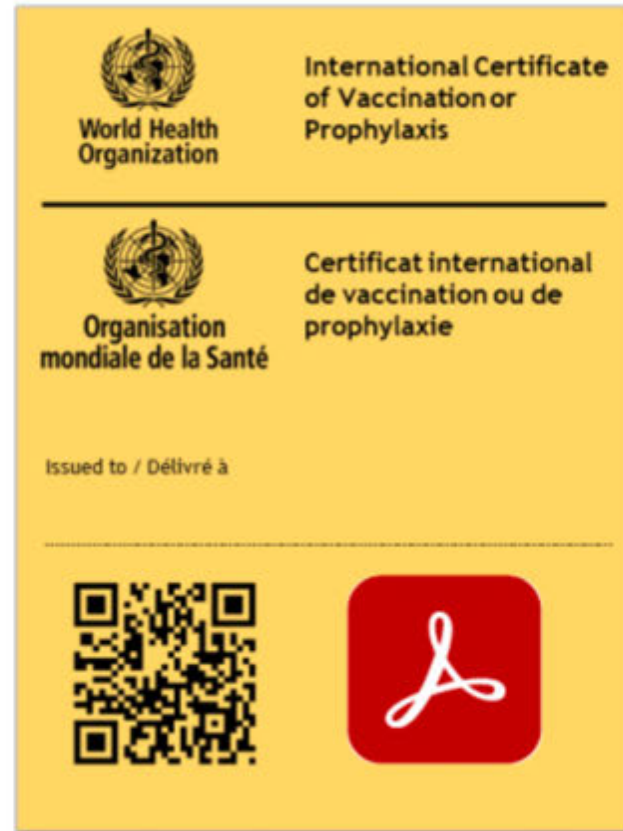 World Health
Organization
International Certificate
of Vaccination or
Prophylaxis
Organisation
mondiale de la Santé
Certificat international
de vaccination ou de
prophylaxie
Issued to / Délivré à